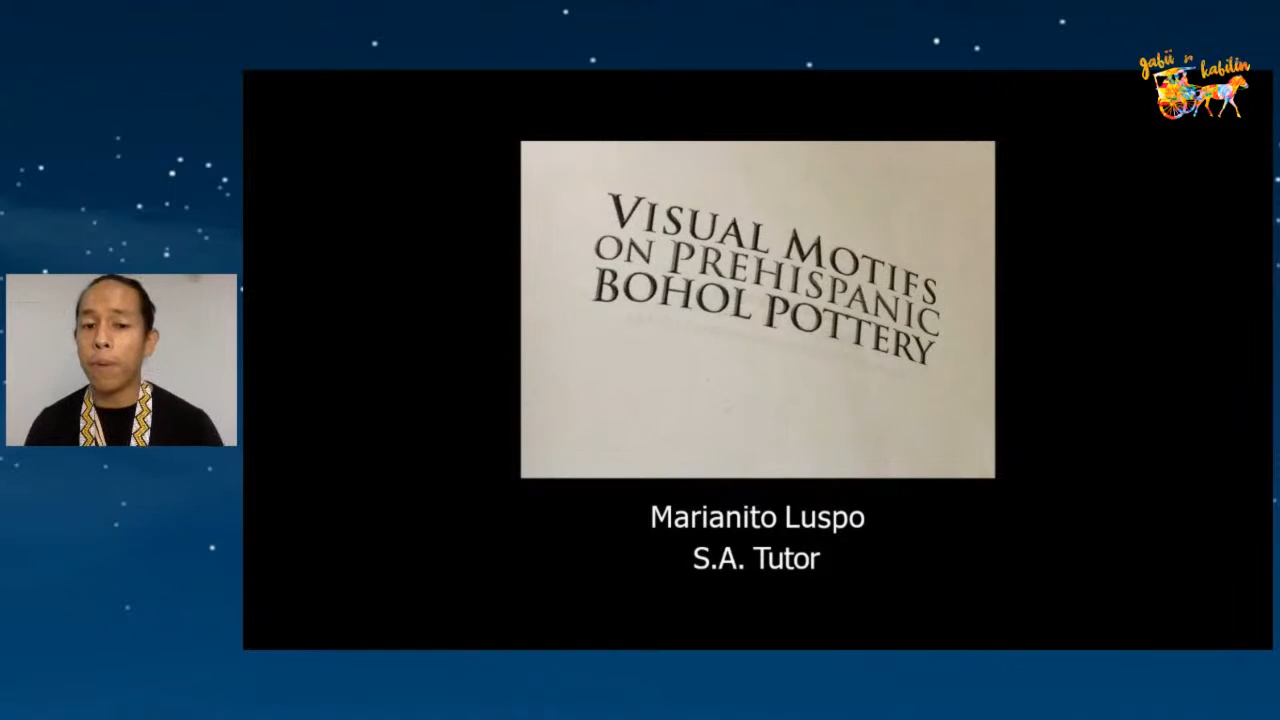 gabii sa kabilin
VISUAL MOTIFS
ON PREHISPANIC
BOHOL POTTERY
Marianito Luspo
S.A. Tutor